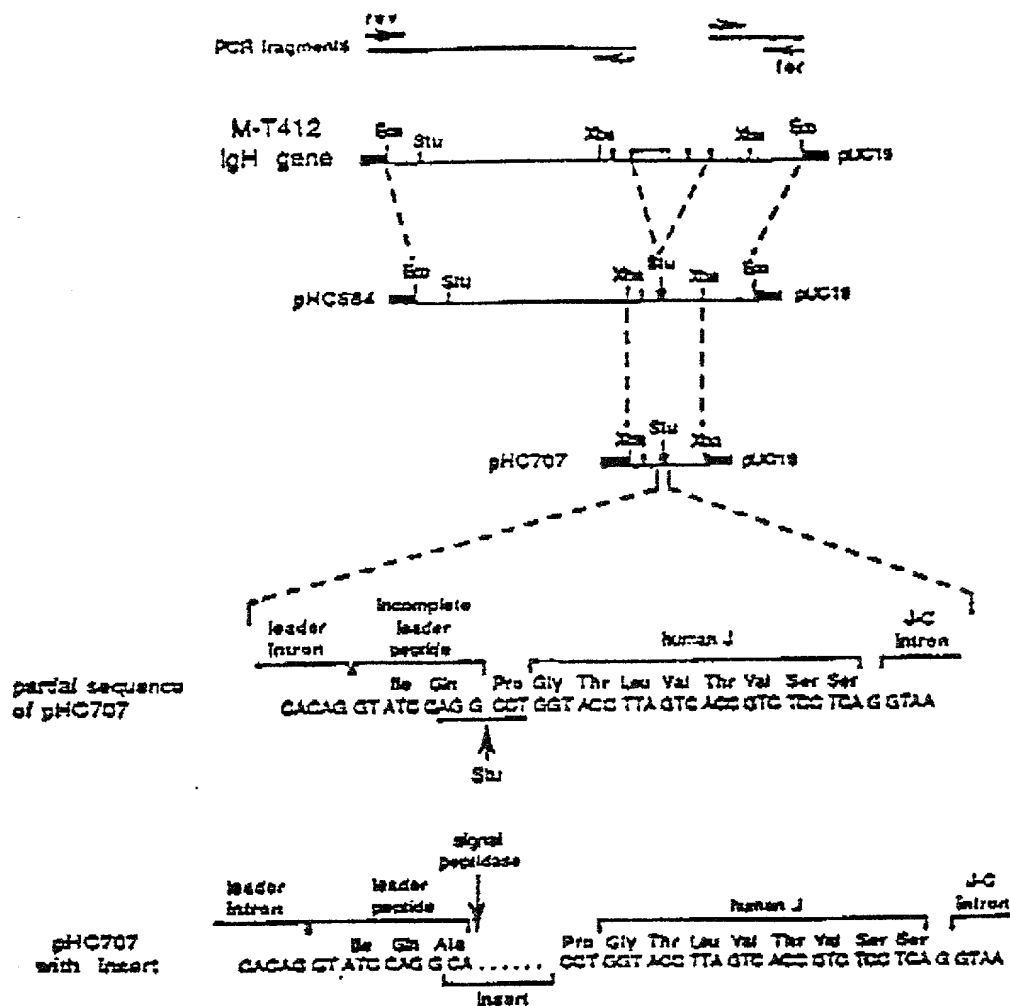 rev
PCR fragments
for
M-T412
IgH gene
Eco
Stu
Xba
Xba
Eco
pUC19
Eco
Stu
Xba
Stu
Xba
Eco
pHC684
pUC19
Xba
Stu
Xba
pHC707
pUC19
leader
intron
incomplete
leader
peptide
human J
J-C
intron
partial sequence
of pHC707
Ile Gln Pro Gly Thr Leu Val Thr Val Ser Ser
CACAG GT ATC CAG G CCT GGT ACC TTA GTC ACC GTC TCC TCA G GTAA
Stu
signal
peptidase
leader
intron
leader
peptide
human J
J-C
intron
pHC707
with insert
Ile Gln Ala Pro Gly Thr Leu Val Thr Val Ser Ser
CACAG GT ATC CAG G CA ...... CCT GGT ACC TTA GTC ACC GTC TCC TCA G GTAA
insert